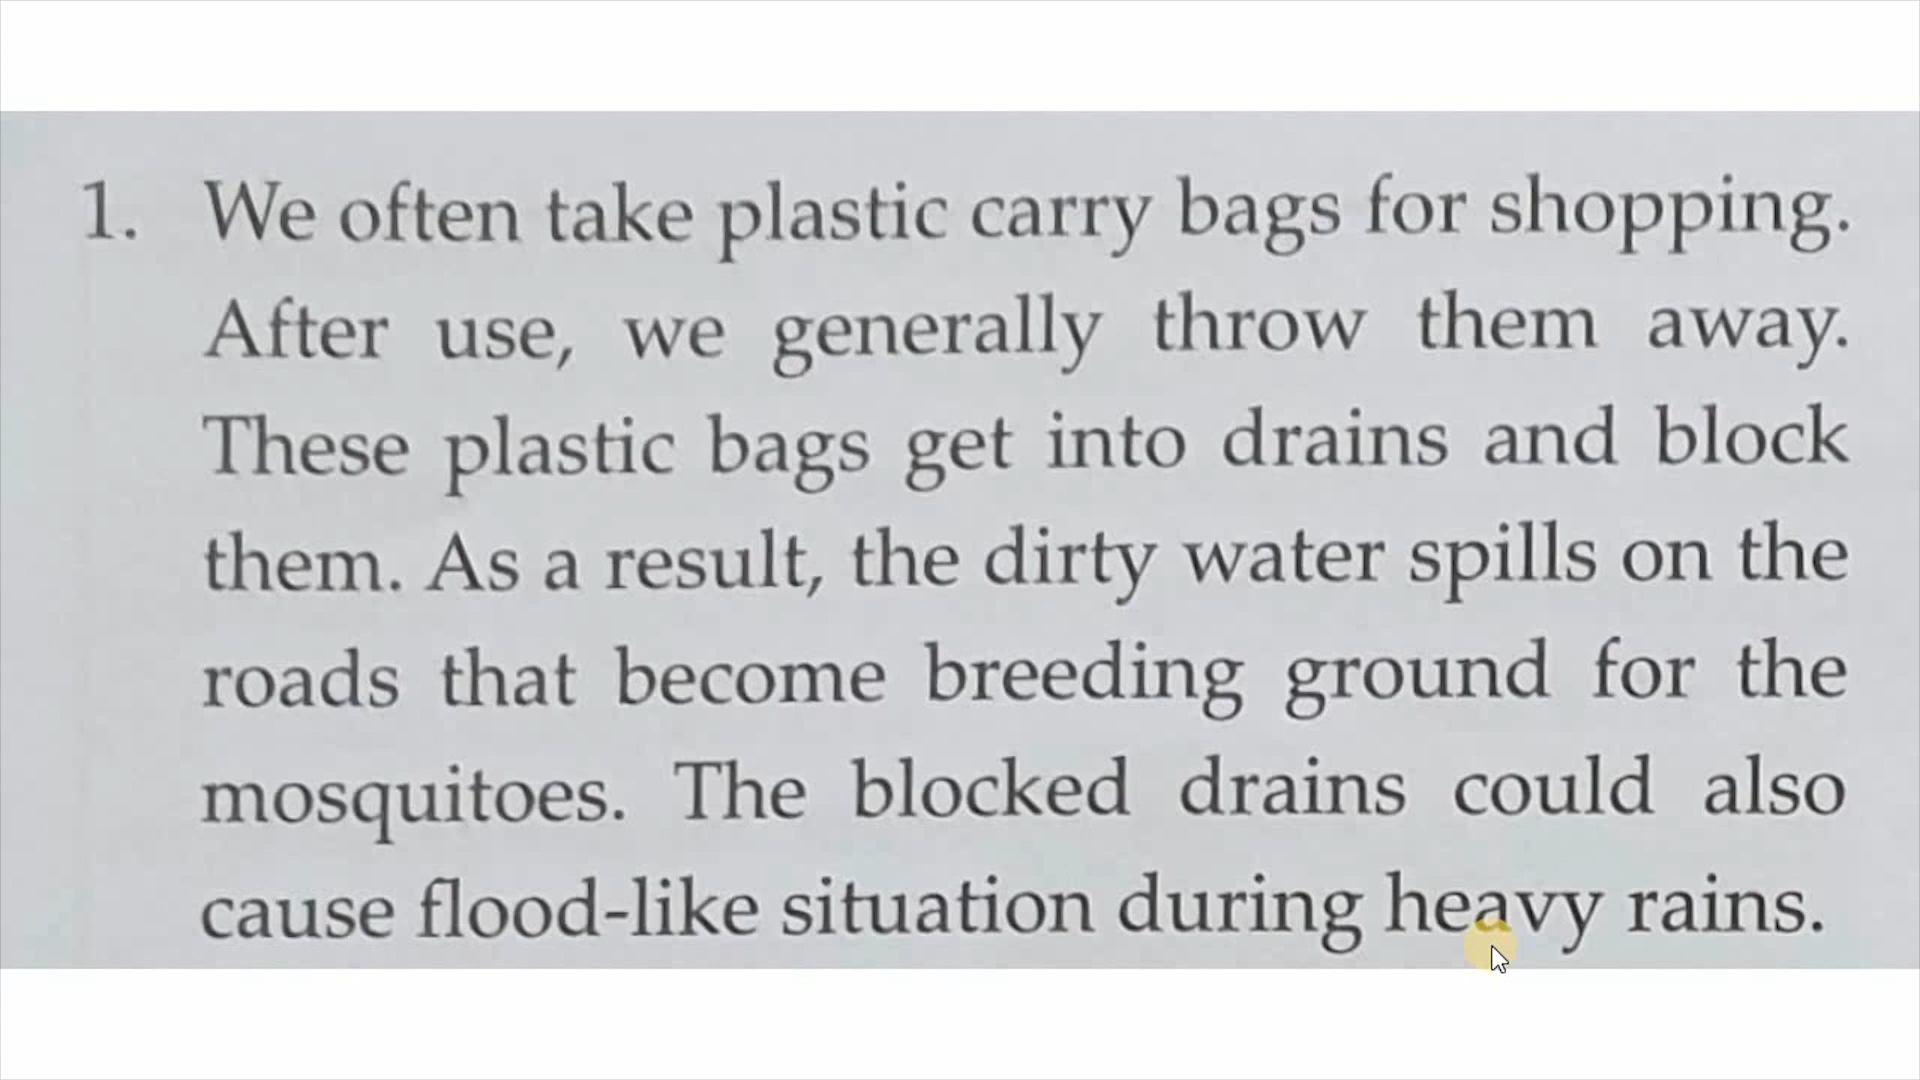 1. We often take plastic carry bags for shopping.
After use, we generally throw them away.
These plastic bags get into drains and block
them. As a result, the dirty water spills on the
roads that become breeding ground for the
mosquitoes. The blocked drains could also
cause flood-like situation during heavy rains.